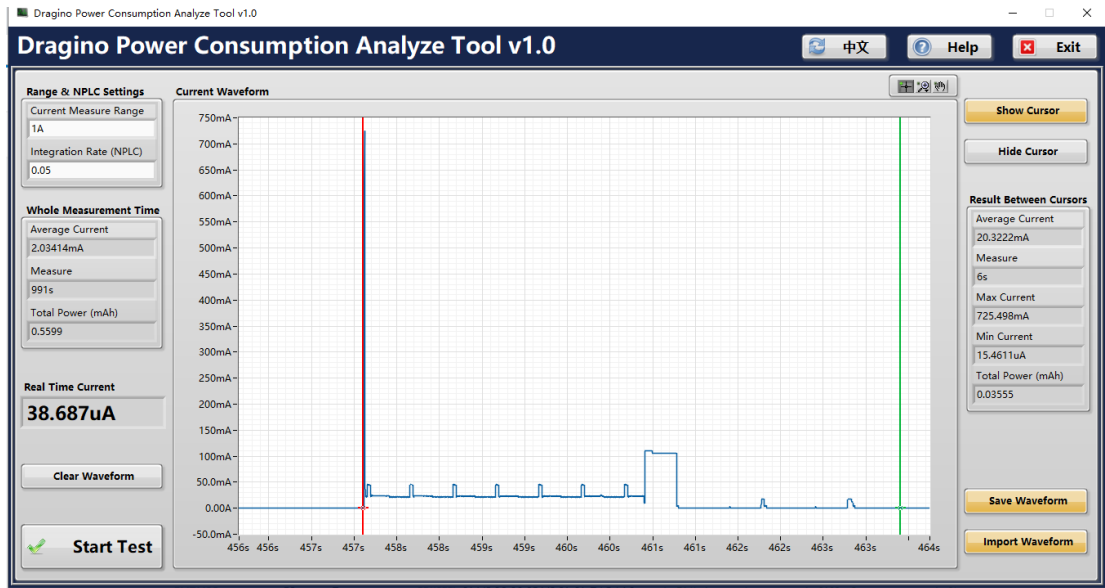 Dragino Power Consumption Analyze Tool v1.0
Dragino Power Consumption Analyze Tool v1.0
中文
Help
Exit
Range & NPLC Settings
Current Measure Range
1A
Integration Rate (NPLC)
0.05
Whole Measurement Time
Average Current
2.03414mA
Measure
991s
Total Power (mAh)
0.5599
Real Time Current
38.687uA
Clear Waveform
Start Test
Current Waveform
750mA
700mA
650mA
600mA
550mA
500mA
450mA
400mA
350mA
300mA
250mA
200mA
150mA
100mA
50.0mA
0.00A
-50.0mA
456s 456s 457s 457s 458s 458s 459s 459s 460s 460s 461s 461s 462s 462s 463s 463s 464s
Show Cursor
Hide Cursor
Result Between Cursors
Average Current
20.3222mA
Measure
6s
Max Current
725.498mA
Min Current
15.4611uA
Total Power (mAh)
0.03555
Save Waveform
Import Waveform